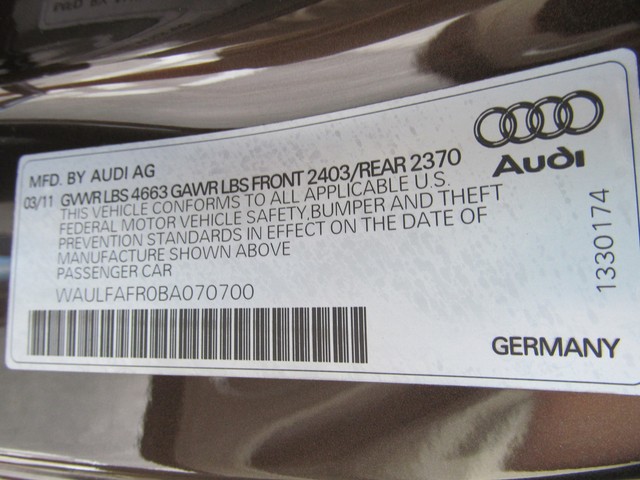 MFD. BY AUDI AG
03/11 GVWR LBS 4663 GAWR LBS FRONT 2403/REAR 2370
THIS VEHICLE CONFORMS TO ALL APPLICABLE U.S.
FEDERAL MOTOR VEHICLE SAFETY,BUMPER AND THEFT
PREVENTION STANDARDS IN EFFECT ON THE DATE OF
MANUFACTURE SHOWN ABOVE
PASSENGER CAR
WAULFAFR0BA070700
Audi
1330174
GERMANY